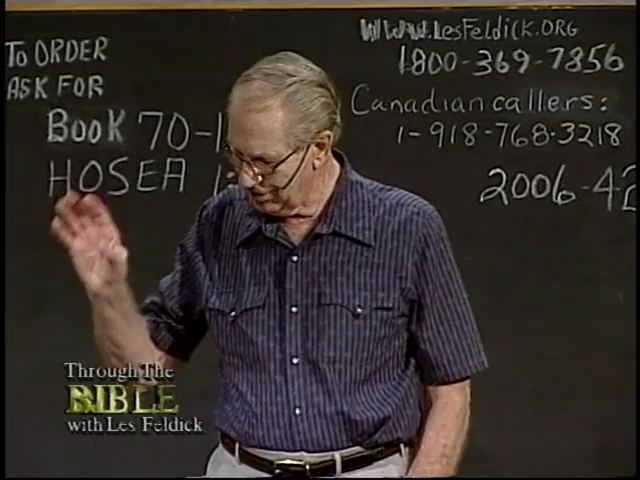 TO ORDER
ASK FOR
BOOK 70-1
HOSEA 1:
WWW.LesFeldicK.ORG
1800-369-7856
Canadian callers:
1-918-768-3218
2006-42
Through The
BIBLE
with Les Feldick